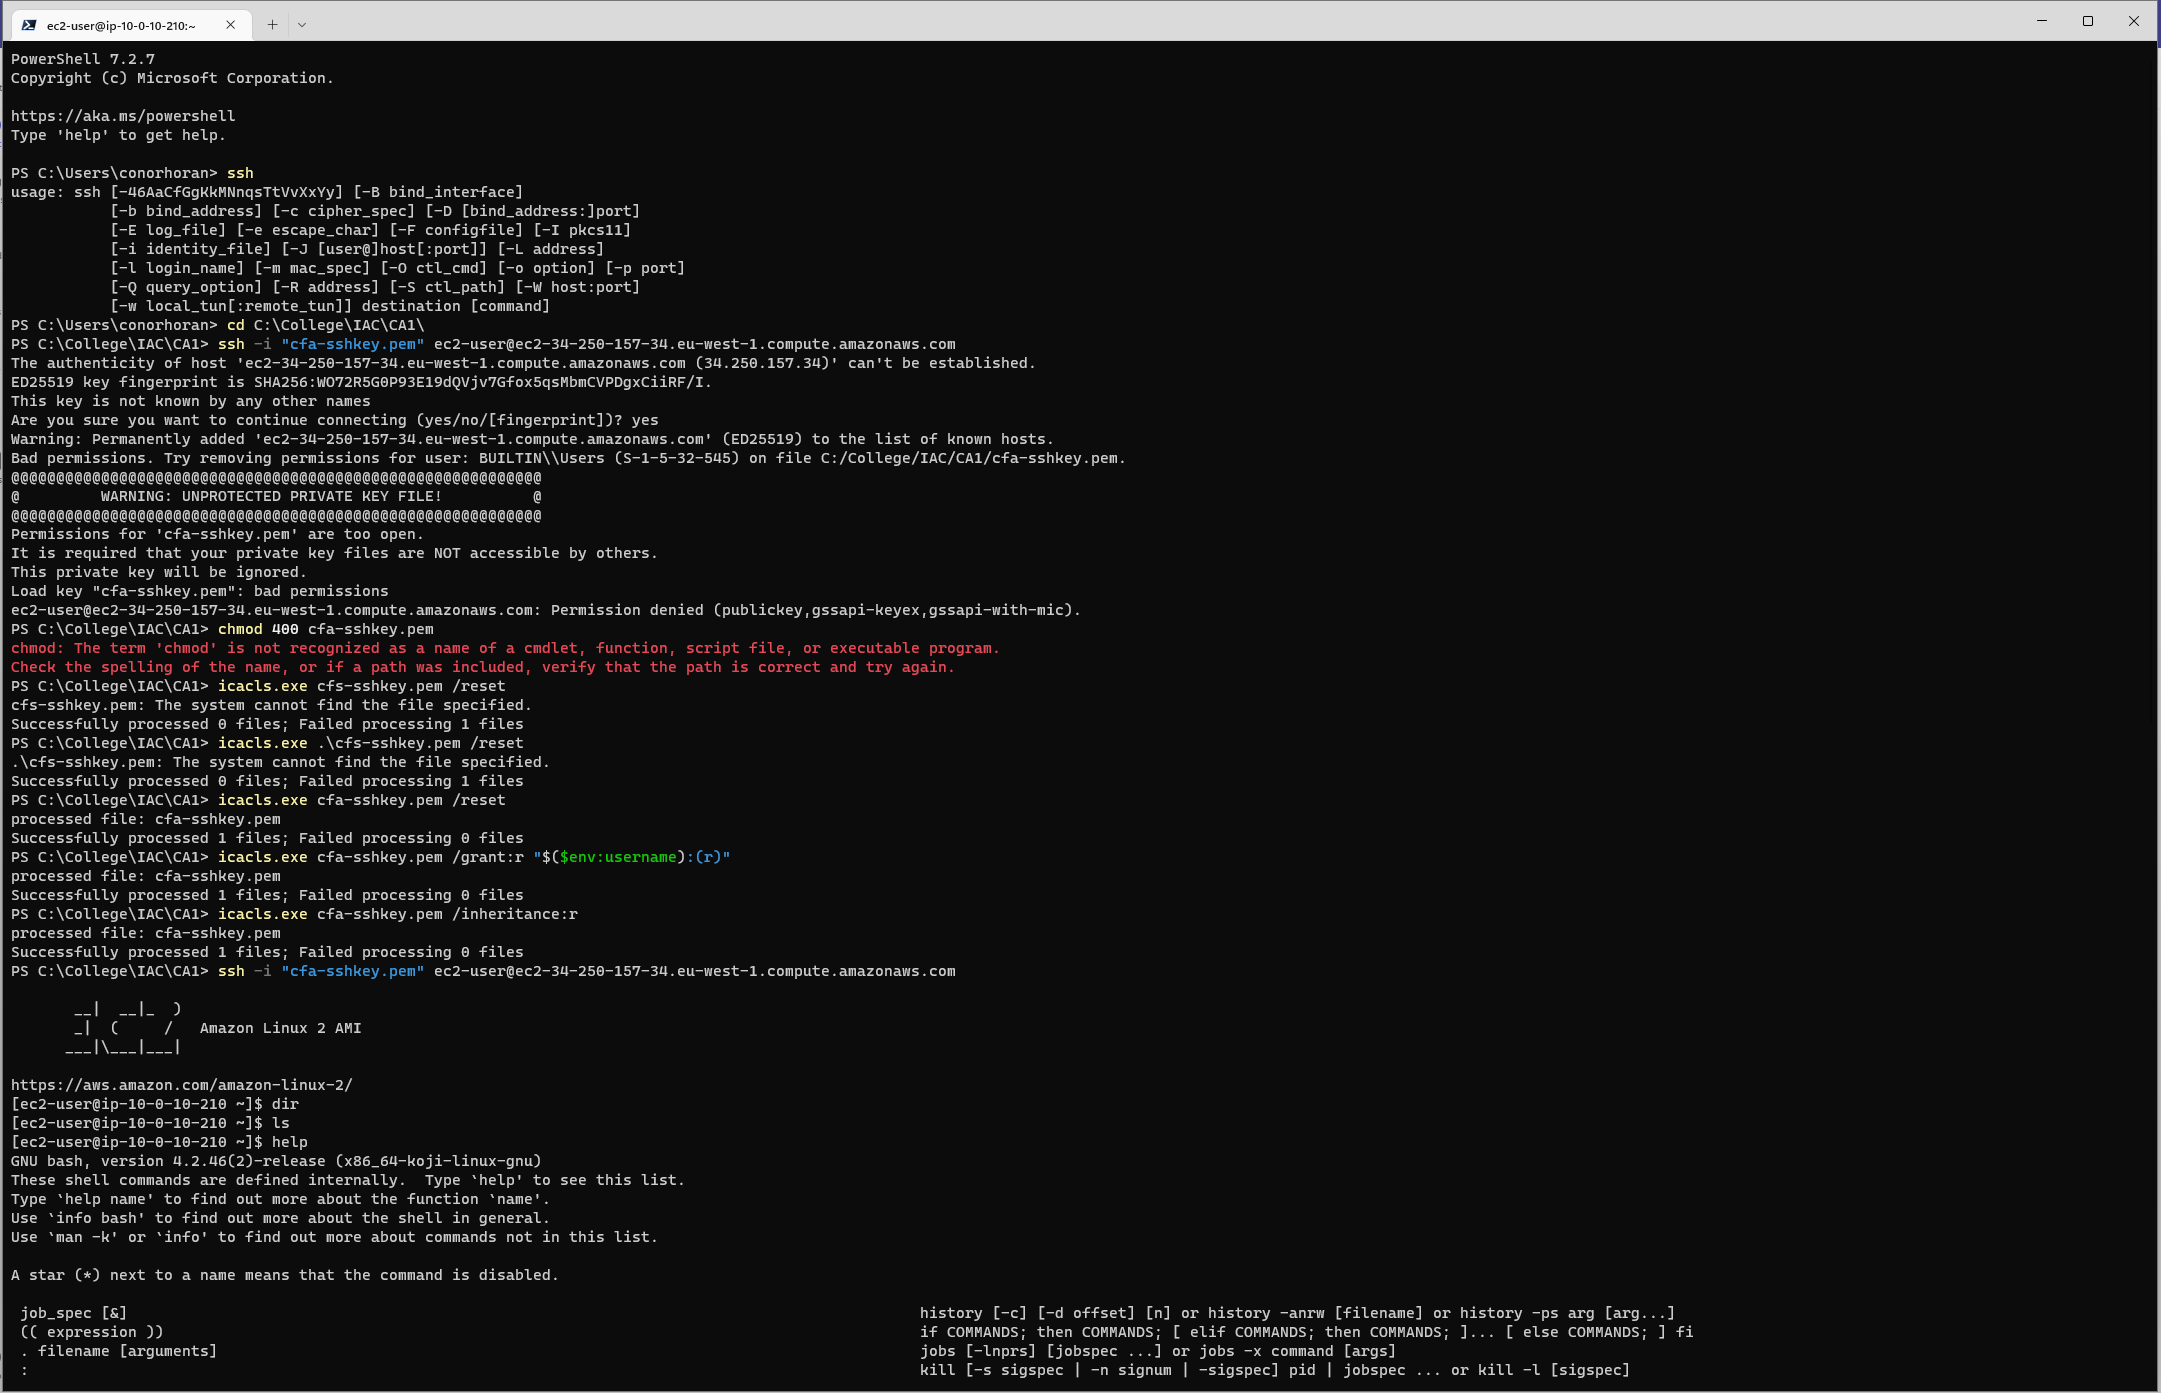 ec2-user@ip-10-0-10-210:~
PowerShell 7.2.7
Copyright (c) Microsoft Corporation.
https://aka.ms/powershell
Type 'help' to get help.
PS C:\Users\conorhoran> ssh
usage: ssh [-46AaCfGgKkMNnqsTtVvXxYy] [-B bind_interface]
           [-b bind_address] [-c cipher_spec] [-D [bind_address:]port]
           [-E log_file] [-e escape_char] [-F configfile] [-I pkcs11]
           [-i identity_file] [-J [user@]host[:port]] [-L address]
           [-l login_name] [-m mac_spec] [-O ctl_cmd] [-o option] [-p port]
           [-Q query_option] [-R address] [-S ctl_path] [-W host:port]
           [-w local_tun[:remote_tun]] destination [command]
PS C:\Users\conorhoran> cd C:\College\IAC\CA1\
PS C:\College\IAC\CA1> ssh -i "cfa-sshkey.pem" ec2-user@ec2-34-250-157-34.eu-west-1.compute.amazonaws.com
The authenticity of host 'ec2-34-250-157-34.eu-west-1.compute.amazonaws.com (34.250.157.34)' can't be established.
ED25519 key fingerprint is SHA256:WO72R5G0P93E19dQVjv7Gfox5qsMbmCVPDgxCiiRF/I.
This key is not known by any other names
Are you sure you want to continue connecting (yes/no/[fingerprint])? yes
Warning: Permanently added 'ec2-34-250-157-34.eu-west-1.compute.amazonaws.com' (ED25519) to the list of known hosts.
Bad permissions. Try removing permissions for user: BUILTIN\\Users (S-1-5-32-545) on file C:/College/IAC/CA1/cfa-sshkey.pem.
@@@@@@@@@@@@@@@@@@@@@@@@@@@@@@@@@@@@@@@@@@@@@@@@@@@@@@@@@@@
@         WARNING: UNPROTECTED PRIVATE KEY FILE!          @
@@@@@@@@@@@@@@@@@@@@@@@@@@@@@@@@@@@@@@@@@@@@@@@@@@@@@@@@@@@
Permissions for 'cfa-sshkey.pem' are too open.
It is required that your private key files are NOT accessible by others.
This private key will be ignored.
Load key "cfa-sshkey.pem": bad permissions
ec2-user@ec2-34-250-157-34.eu-west-1.compute.amazonaws.com: Permission denied (publickey,gssapi-keyex,gssapi-with-mic).
PS C:\College\IAC\CA1> chmod 400 cfa-sshkey.pem
chmod: The term 'chmod' is not recognized as a name of a cmdlet, function, script file, or executable program.
Check the spelling of the name, or if a path was included, verify that the path is correct and try again.
PS C:\College\IAC\CA1> icacls.exe cfs-sshkey.pem /reset
cfs-sshkey.pem: The system cannot find the file specified.
Successfully processed 0 files; Failed processing 1 files
PS C:\College\IAC\CA1> icacls.exe .\cfs-sshkey.pem /reset
.\cfs-sshkey.pem: The system cannot find the file specified.
Successfully processed 0 files; Failed processing 1 files
PS C:\College\IAC\CA1> icacls.exe cfa-sshkey.pem /reset
processed file: cfa-sshkey.pem
Successfully processed 1 files; Failed processing 0 files
PS C:\College\IAC\CA1> icacls.exe cfa-sshkey.pem /grant:r "$($env:username):(r)"
processed file: cfa-sshkey.pem
Successfully processed 1 files; Failed processing 0 files
PS C:\College\IAC\CA1> icacls.exe cfa-sshkey.pem /inheritance:r
processed file: cfa-sshkey.pem
Successfully processed 1 files; Failed processing 0 files
PS C:\College\IAC\CA1> ssh -i "cfa-sshkey.pem" ec2-user@ec2-34-250-157-34.eu-west-1.compute.amazonaws.com
       __|  __|_  )
       _|  (     /   Amazon Linux 2 AMI
      ___|\___|___|
https://aws.amazon.com/amazon-linux-2/
[ec2-user@ip-10-0-10-210 ~]$ dir
[ec2-user@ip-10-0-10-210 ~]$ ls
[ec2-user@ip-10-0-10-210 ~]$ help
GNU bash, version 4.2.46(2)-release (x86_64-koji-linux-gnu)
These shell commands are defined internally.  Type `help' to see this list.
Type `help name' to find out more about the function `name'.
Use `info bash' to find out more about the shell in general.
Use `man -k' or `info' to find out more about commands not in this list.
A star (*) next to a name means that the command is disabled.
 job_spec [&]    history [-c] [-d offset] [n] or history -anrw [filename] or history -ps arg [arg...]
 (( expression ))    if COMMANDS; then COMMANDS; [ elif COMMANDS; then COMMANDS; ]... [ else COMMANDS; ] fi
 . filename [arguments]    jobs [-lnprs] [jobspec ...] or jobs -x command [args]
 :    kill [-s sigspec | -n signum | -sigspec] pid | jobspec ... or kill -l [sigspec]